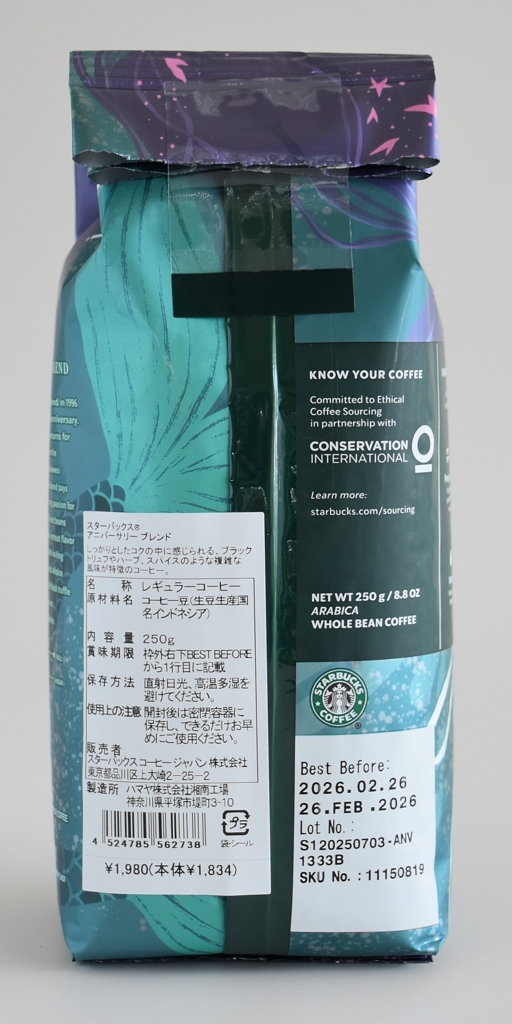 KNOW YOUR COFFEE
Committed to Ethical
Coffee Sourcing
in partnership with
CONSERVATION
INTERNATIONAL
Learn more:
starbucks.com/sourcing
NET WT 250 g / 8.8 OZ
ARABICA
WHOLE BEAN COFFEE
STARBUCKS
COFFEE
スターバックス®
アニバーサリー ブレンド
しっかりとしたコクの中に感じられる、ブラック
トリュフやハーブ、スパイスのような複雑な
風味が特徴のコーヒー。
名 称 レギュラーコーヒー
原材料名 コーヒー豆(生豆生産国
名インドネシア)
内容量 250g
賞味期限 枠外右下BEST BEFORE
から1行目に記載
保存方法 直射日光、高温多湿を
避けてください。
使用上の注意 開封後は密閉容器に
保存し、できるだけお早
めにご使用ください。
販売者
スターバックスコーヒージャパン株式会社
東京都品川区上大崎2-25-2
製造所 ハマヤ株式会社湘南工場
神奈川県平塚市堤町3-10
4 524785 562738
プラ
袋・シール
¥1,980(本体¥1,834)
Best Before:
2026.02.26
26.FEB.2026
Lot No.:
S120250703-ANV
1333B
SKU No.: 11150819
in 1996